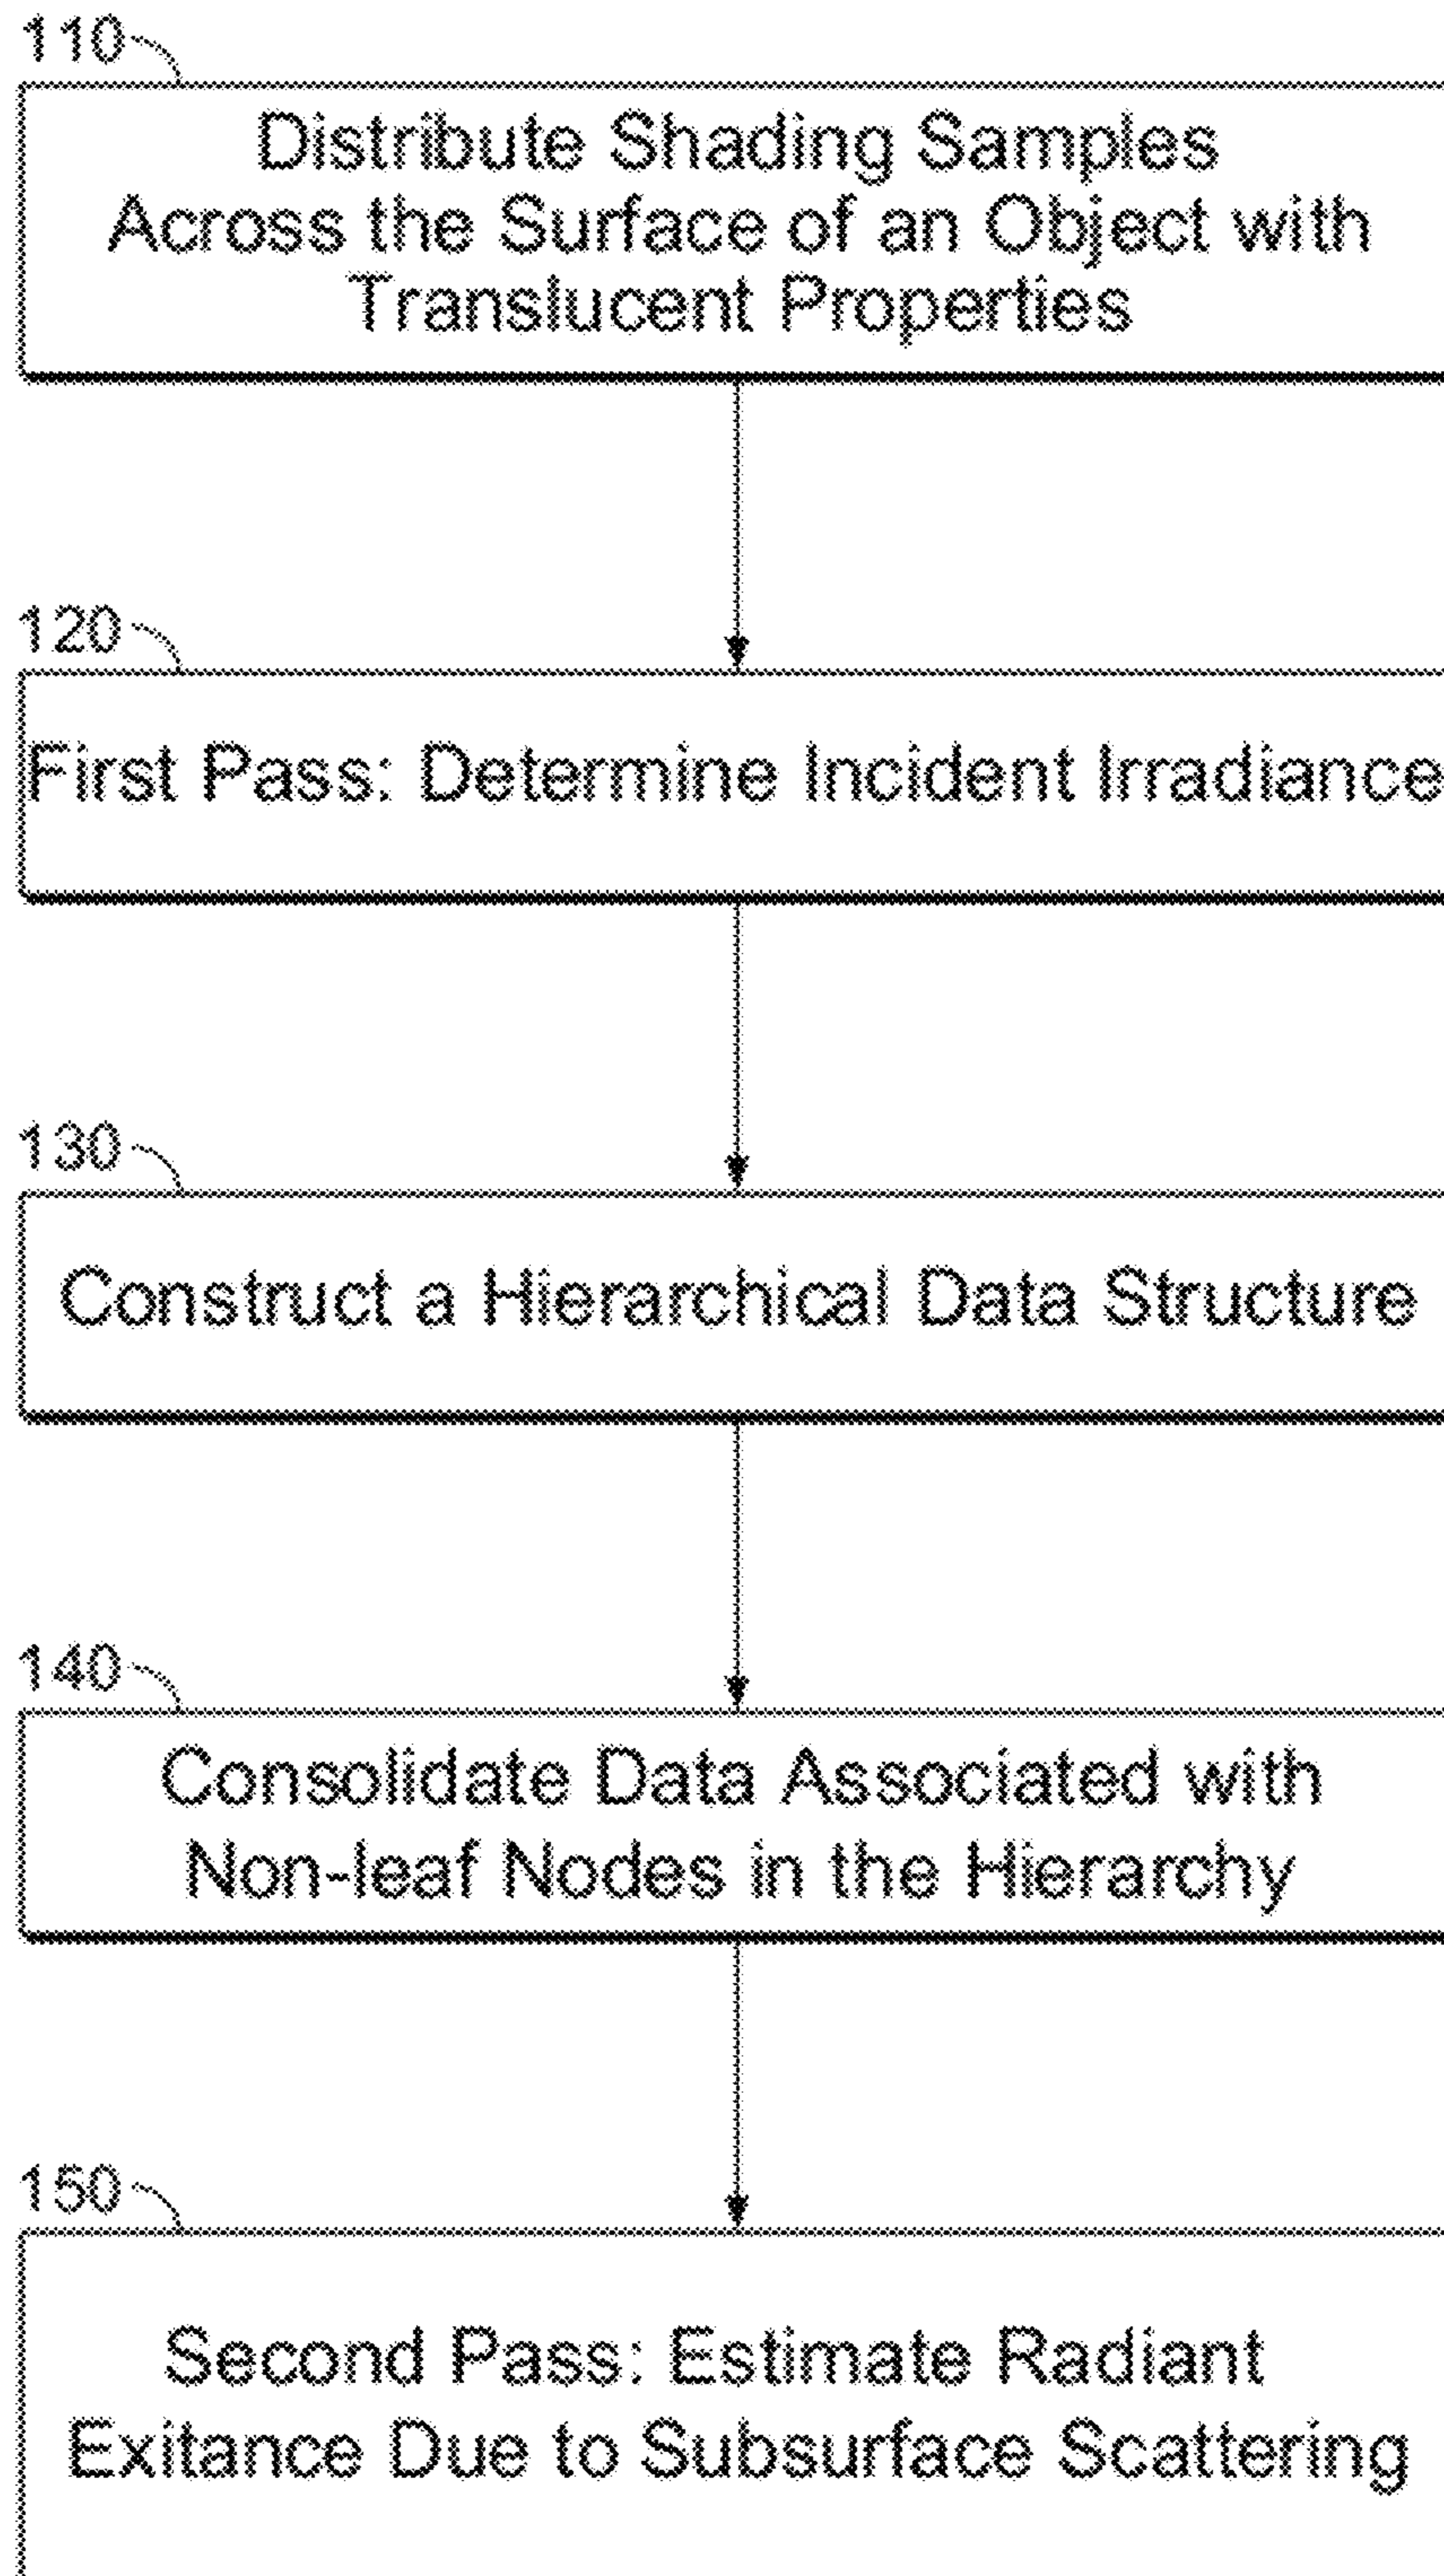 110
Distribute Shading Samples
Across the Surface of an Object with
Translucent Properties
120
First Pass: Determine Incident Irradiance
130
Construct a Hierarchical Data Structure
140
Consolidate Data Associated with
Non-leaf Nodes in the Hierarchy
150
Second Pass: Estimate Radiant
Exitance Due to Subsurface Scattering